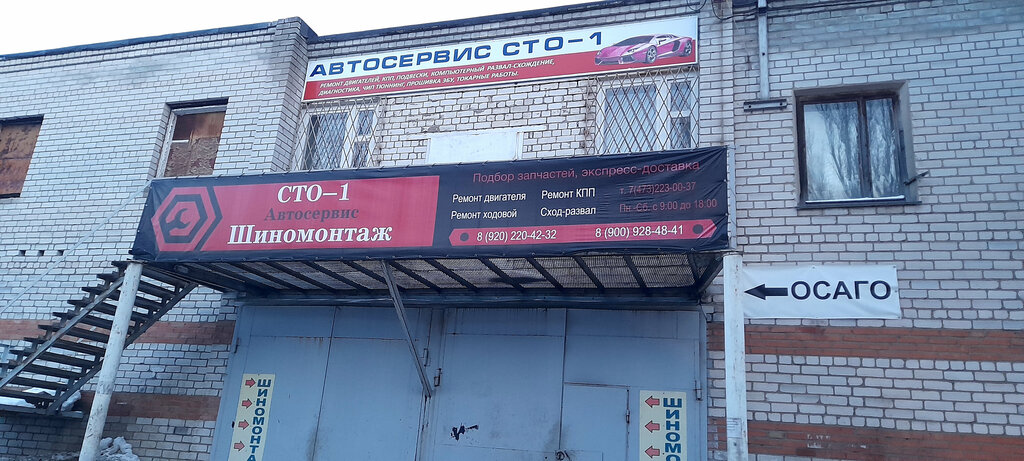 АВТОСЕРВИС СТО-1
РЕМОНТ ДВИГАТЕЛЕЙ, КПП, ПОДВЕСКИ, КОМПЬЮТЕРНЫЙ РАЗВАЛ-СХОЖДЕНИЕ,
ДИАГНОСТИКА, ЧИП ТЮННИНГ, ПРОШИВКА ЭБУ, ТОКАРНЫЕ РАБОТЫ.
СТО-1
Автосервис
Шиномонтаж
Подбор запчастей, экспресс-доставка
Ремонт двигателя Ремонт КПП т. 7(473)223-00-37
Ремонт ходовой Сход-развал Пн.-Сб. с 9:00 до 18:00
8 (920) 220-42-32 8 (900) 928-48-41
ОСАГО
ШИНОМОНТА
ШИНОМО